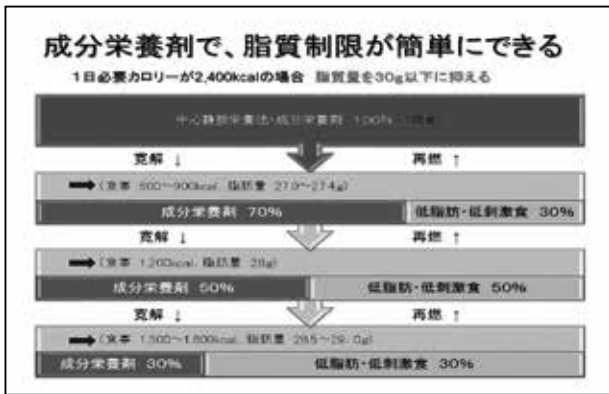 成分栄養剤で、脂質制限が簡単にできる
1日必要カロリーが2,400kcalの場合 脂質量を30g以下に抑える
中心静脈栄養法・成分栄養剤 100%
寛解 ↓ 再燃 ↑
成分栄養剤 70% 低脂肪・低刺激食 30%
寛解 ↓ 再燃 ↑
(食事 1,200kcal, 脂肪量 28g)
成分栄養剤 50% 低脂肪・低刺激食 50%
寛解 ↓ 再燃 ↑
成分栄養剤 30% 低脂肪・低刺激食 30%